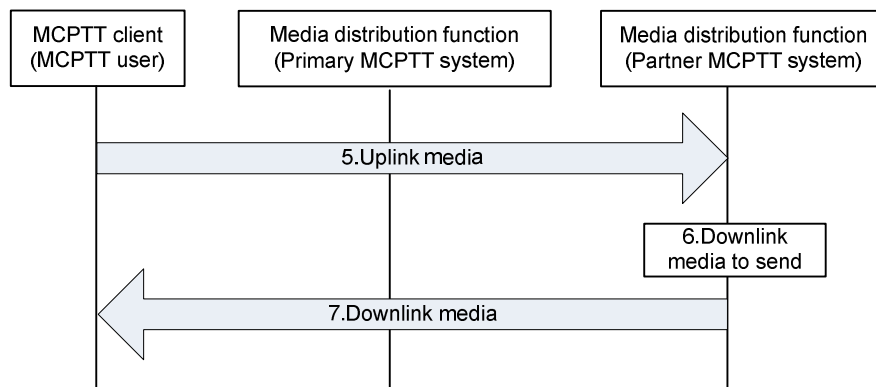 MCPTT client
(MCPTT user)
Media distribution function
(Primary MCPTT system)
Media distribution function
(Partner MCPTT system)
5.Uplink media
6.Downlink
media to send
7.Downlink media